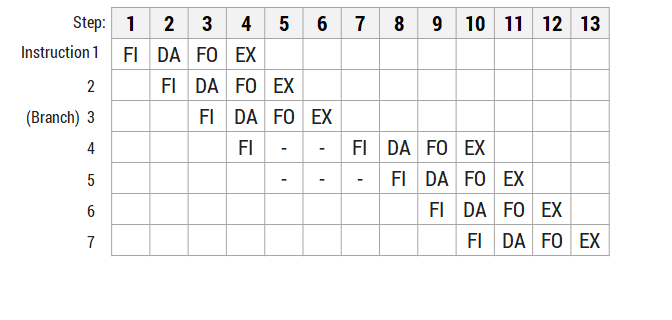 Step: 1 2 3 4 5 6 7 8 9 10 11 12 13
Instruction 1 FI DA FO EX
2 FI DA FO EX
(Branch) 3 FI DA FO EX
4 FI - - FI DA FO EX
5 - - - FI DA FO EX
6 FI DA FO EX
7 FI DA FO EX